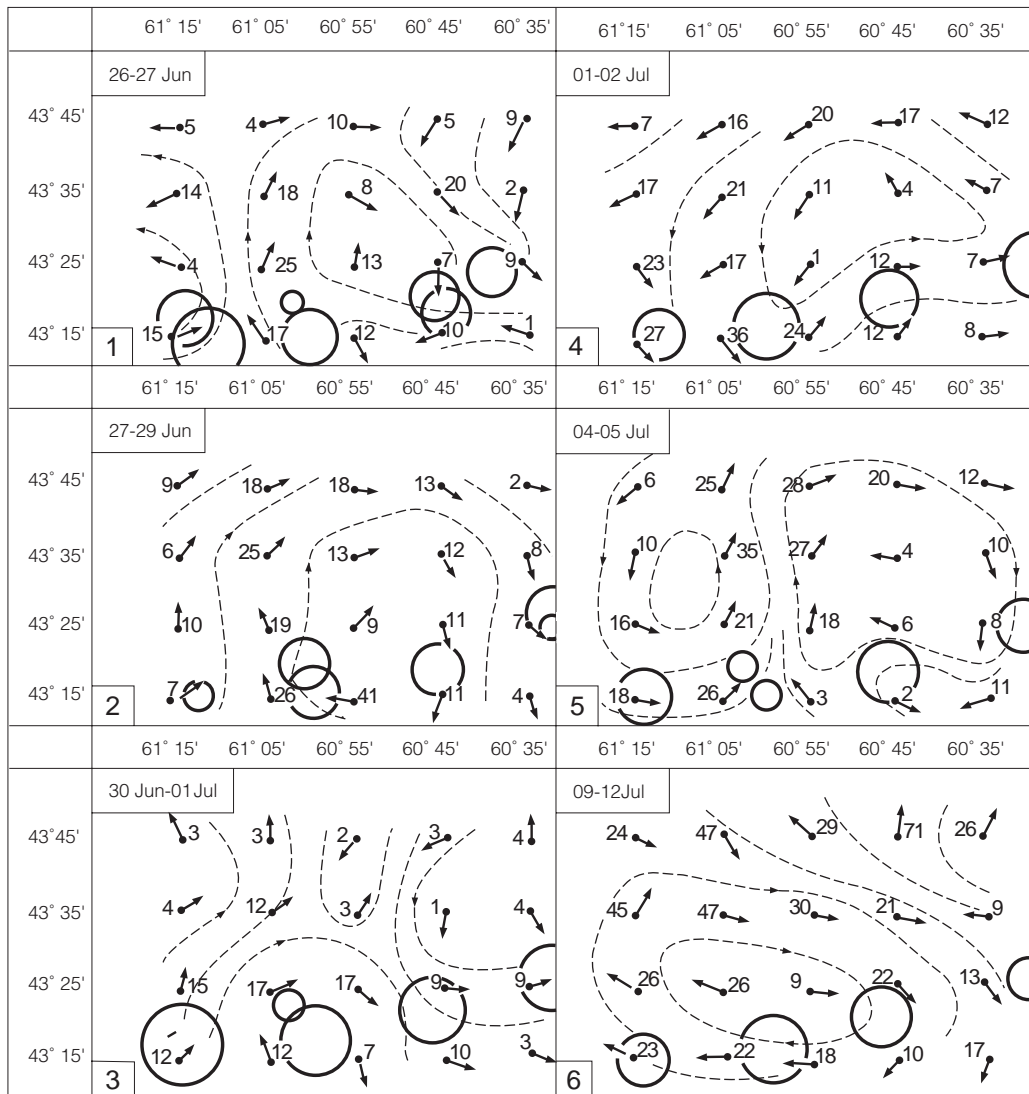 61° 15' 61° 05' 60° 55' 60° 45' 60° 35' 61° 15' 61° 05' 60° 55' 60° 45' 60° 35'
26-27 Jun 01-02 Jul
43° 45' 5 4 10 5 9 7 16 20 17 12
43° 35' 14 18 8 20 2 17 21 11 4 7
43° 25' 4 25 13 7 9 23 17 1 12 7
43° 15' 15 17 12 10 1 27 36 24 12 8
1 4
61° 15' 61° 05' 60° 55' 60° 45' 60° 35' 61° 15' 61° 05' 60° 55' 60° 45' 60° 35'
27-29 Jun 04-05 Jul
43° 45' 9 18 18 13 2 6 25 28 20 12
43° 35' 6 25 13 12 8 10 35 27 4 10
43° 25' 10 19 9 11 7 16 21 18 6 8
43° 15' 7 26 41 11 4 18 26 3 2 11
2 5
61° 15' 61° 05' 60° 55' 60° 45' 60° 35' 61° 15' 61° 05' 60° 55' 60° 45' 60° 35'
30 Jun-01Jul 09-12Jul
43°45' 3 3 2 3 4 24 47 29 71 26
43° 35' 4 12 3 1 4 45 47 30 21 9
43° 25' 15 17 17 9 9 26 26 9 22 13
43° 15' 12 12 7 10 3 23 22 18 10 17
3 6